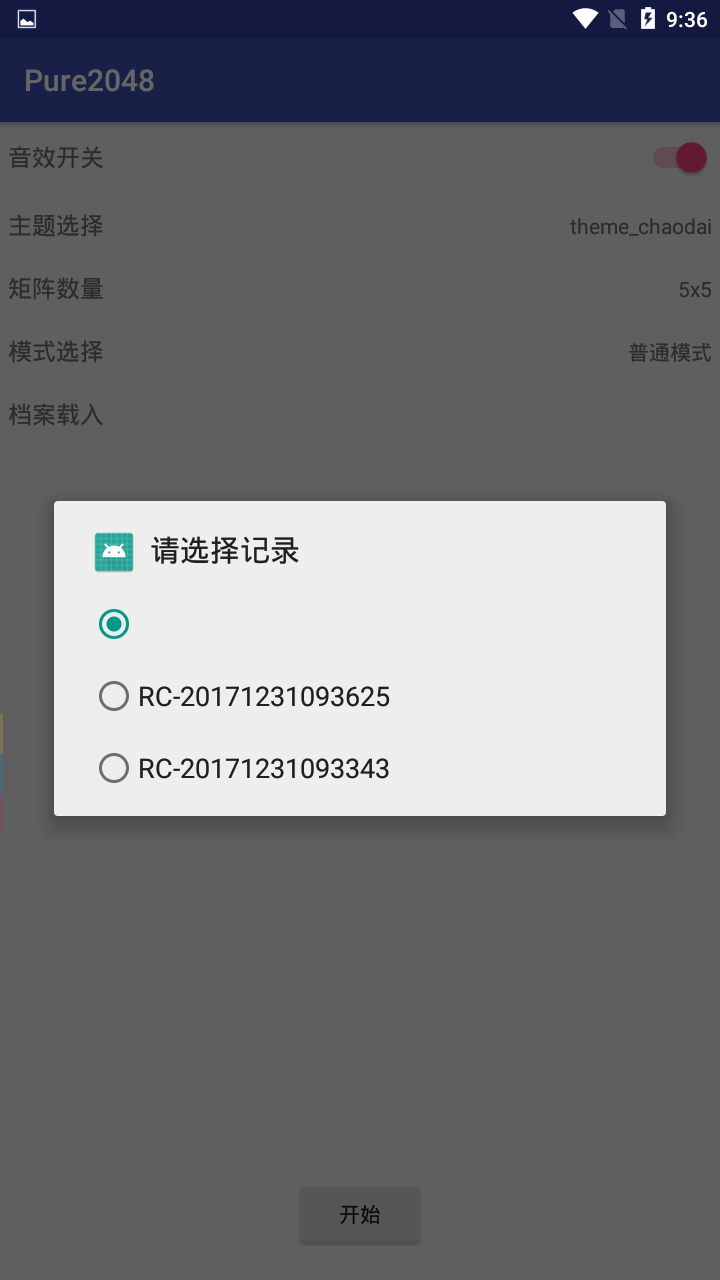 9:36
Pure2048
音效开关
主题选择 theme_chaodai
矩阵数量 5x5
模式选择 普通模式
档案载入
请选择记录
RC-20171231093625
RC-20171231093343
开始